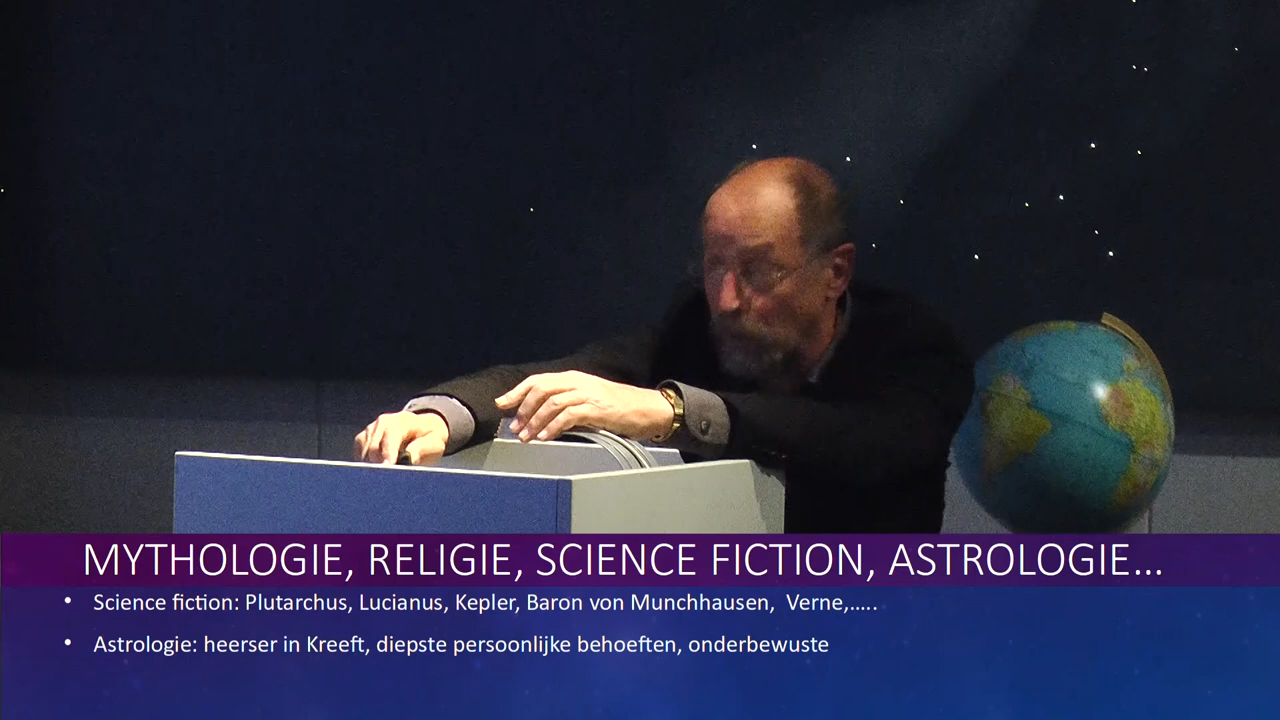 MYTHOLOGIE, RELIGIE, SCIENCE FICTION, ASTROLOGIE...
• Science fiction: Plutarchus, Lucianus, Kepler, Baron von Munchhausen, Verne,.....
• Astrologie: heerser in Kreeft, diepste persoonlijke behoeften, onderbewuste